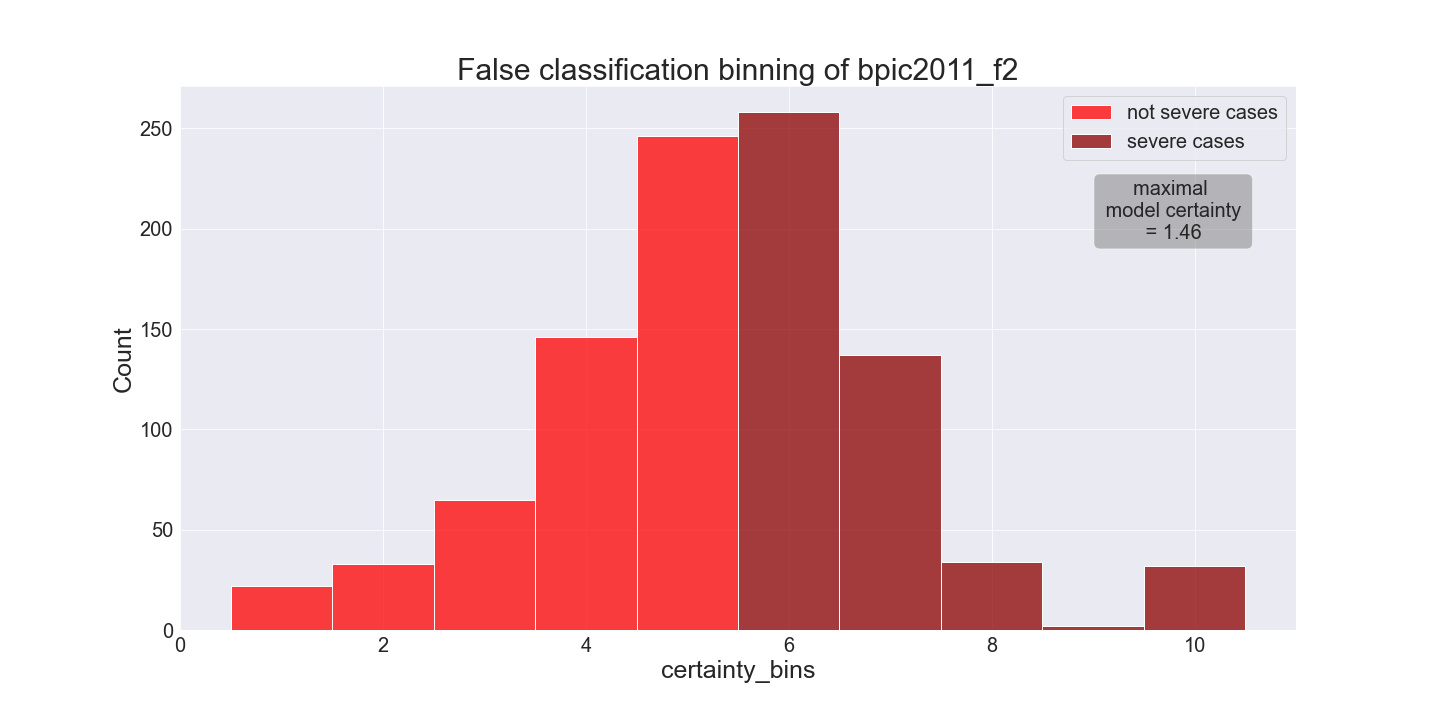 False classification binning of bpic2011_f2
not severe cases
severe cases
maximal
model certainty
= 1.46
Count
250
200
150
100
50
0
0 2 4 6 8 10
certainty_bins